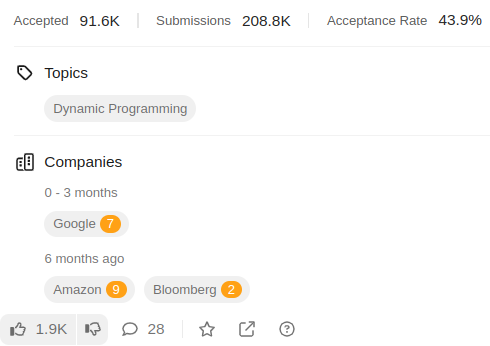 Accepted 91.6K Submissions 208.8K Acceptance Rate 43.9%
Topics
Dynamic Programming
Companies
0 - 3 months
Google 7
6 months ago
Amazon 9 Bloomberg 2
1.9K 28